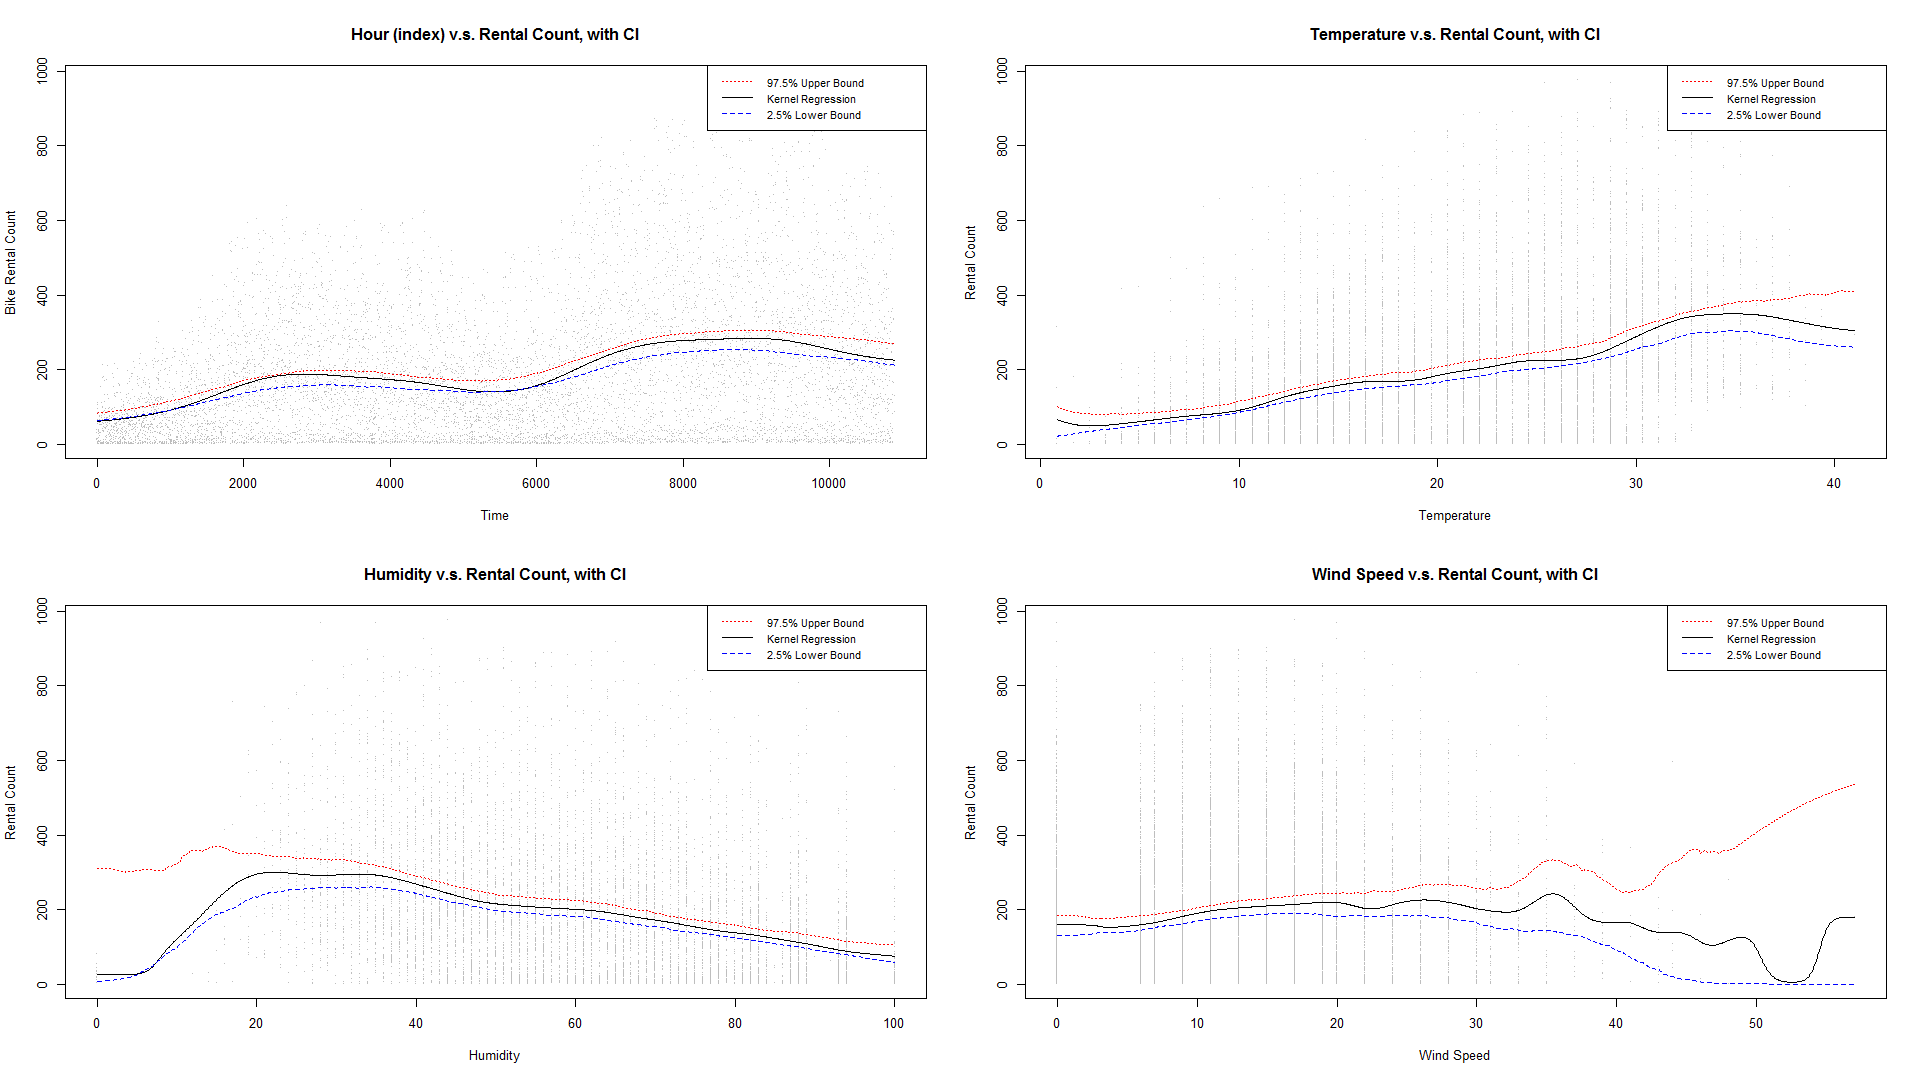 Hour (index) v.s. Rental Count, with CI
97.5% Upper Bound
Kernel Regression
2.5% Lower Bound
Bike Rental Count
0 200 400 600 800 1000
0 2000 4000 6000 8000 10000
Time
Temperature v.s. Rental Count, with CI
97.5% Upper Bound
Kernel Regression
2.5% Lower Bound
Rental Count
0 200 400 600 800 1000
0 10 20 30 40
Temperature
Humidity v.s. Rental Count, with CI
97.5% Upper Bound
Kernel Regression
2.5% Lower Bound
Rental Count
0 200 400 600 800 1000
0 20 40 60 80 100
Humidity
Wind Speed v.s. Rental Count, with CI
97.5% Upper Bound
Kernel Regression
2.5% Lower Bound
Rental Count
0 200 400 600 800 1000
0 10 20 30 40 50
Wind Speed